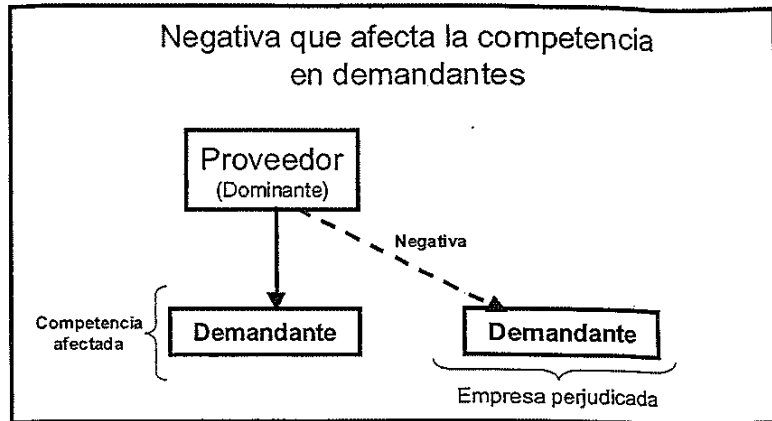 Negativa que afecta la competencia
en demandantes
Proveedor
(Dominante)
Negativa
Competencia
afectada
Demandante
Demandante
Empresa perjudicada